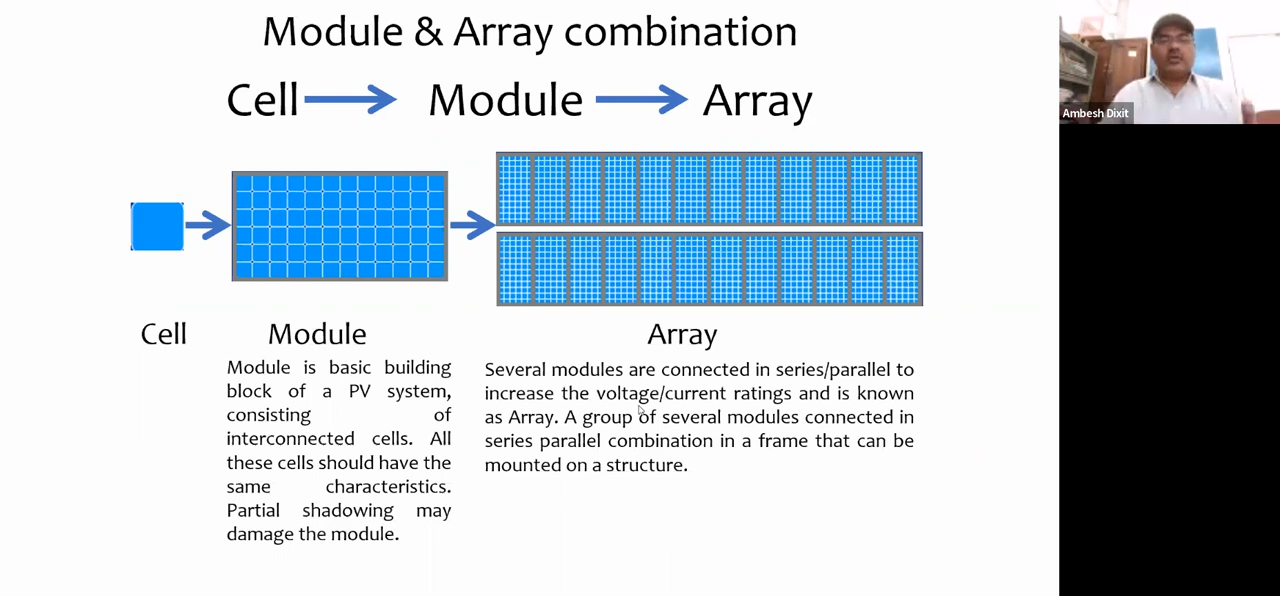 Module & Array combination
Cell Module Array
Ambesh Dixit
Cell Module Array
Module is basic building
block of a PV system,
consisting of
interconnected cells. All
these cells should have the
same characteristics.
Partial shadowing may
damage the module.
Several modules are connected in series/parallel to
increase the voltage/current ratings and is known
as Array. A group of several modules connected in
series parallel combination in a frame that can be
mounted on a structure.